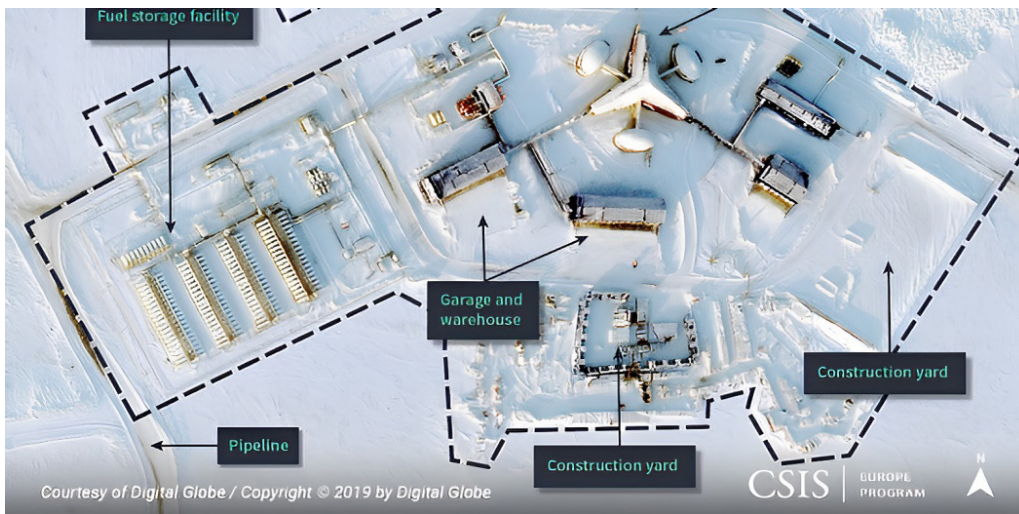 Fuel storage facility
Garage and
warehouse
Construction yard
Pipeline
Construction yard
Courtesy of Digital Globe / Copyright © 2019 by Digital Globe
CSIS
EUROPE
PROGRAM
N